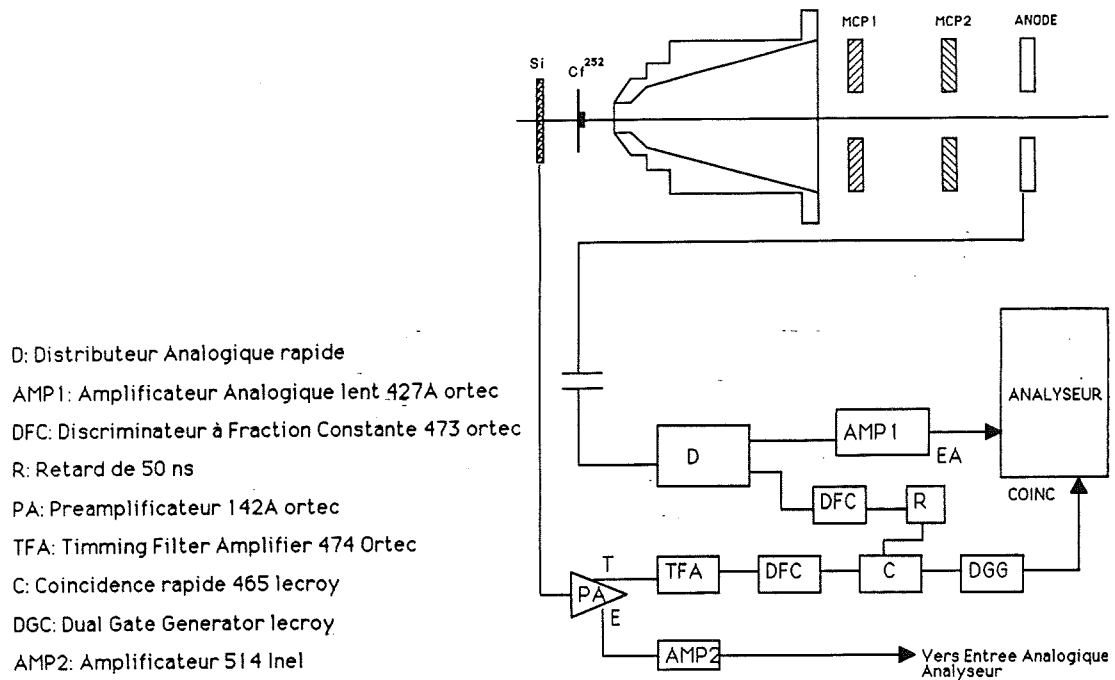 MCP1 MCP2 ANODE
Si
Cf252
D: Distributeur Analogique rapide
AMP1: Amplificateur Analogique lent 427A ortec
DFC: Discriminateur à Fraction Constante 473 ortec
R: Retard de 50 ns
PA: Preamplificateur 142A ortec
TFA: Timming Filter Amplifier 474 Ortec
C: Coincidence rapide 465 lecroy
DGC: Dual Gate Generator lecroy
AMP2: Amplificateur 514 Inel
ANALYSEUR
AMP1
D
EA
COINC
DFC
R
T
TFA
DFC
C
DGG
PA
E
AMP2
Vers Entree Analogique
Analyseur